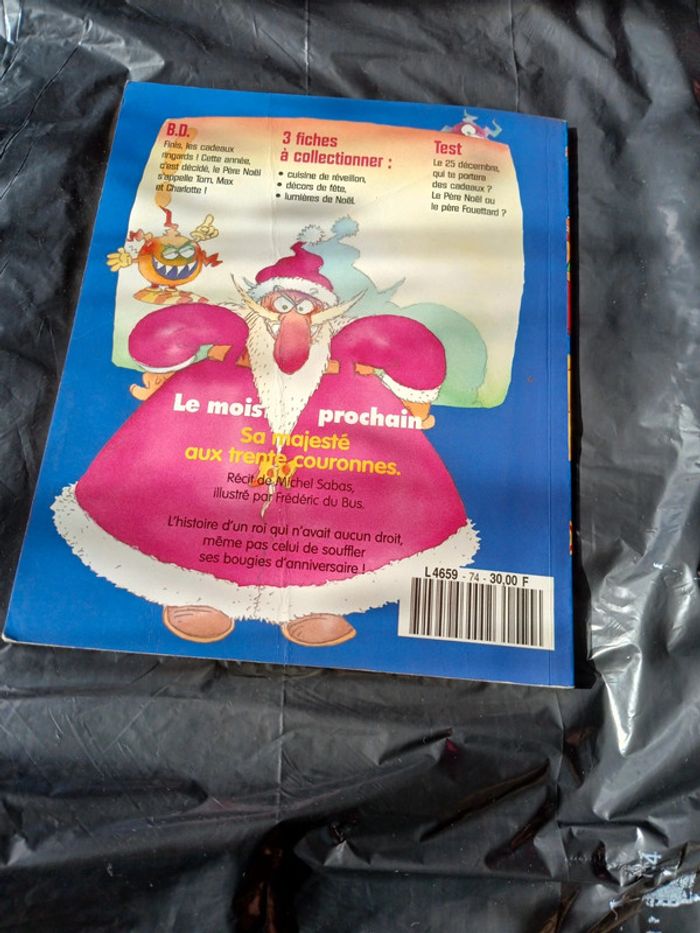 B.D.
Finis, les cadeaux
ringards ! Cette année,
c'est décidé, le Père Noël
s'appelle Tom, Max
et Charlotte !
3 fiches
à collectionner :
• cuisine de réveillon,
• décors de fête,
• lumières de Noël.
Test
Le 25 décembre,
qui te portera
des cadeaux ?
Le Père Noël ou
le père Fouettard ?
Le mois prochain
Sa majesté
aux trente couronnes.
Récit de Michel Sabas,
illustré par Frédéric du Bus.
L'histoire d'un roi qui n'avait aucun droit,
même pas celui de souffler
ses bougies d'anniversaire !
L 4659 - 74 - 30,00 F